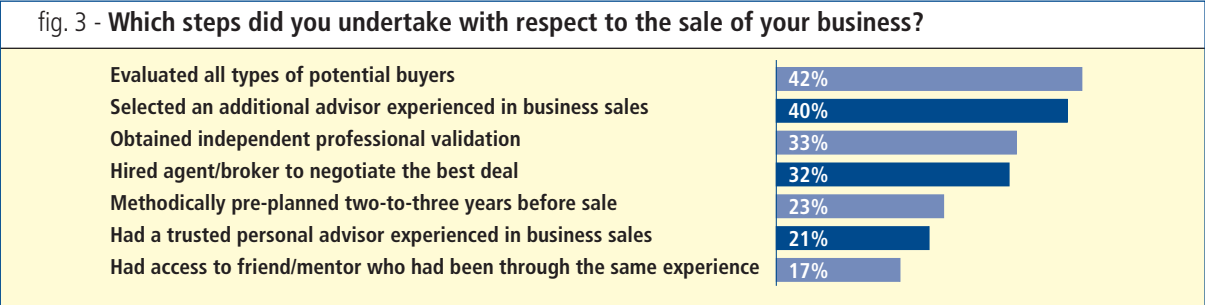 fig. 3 - Which steps did you undertake with respect to the sale of your business?
Evaluated all types of potential buyers 42%
Selected an additional advisor experienced in business sales 40%
Obtained independent professional validation 33%
Hired agent/broker to negotiate the best deal 32%
Methodically pre-planned two-to-three years before sale 23%
Had a trusted personal advisor experienced in business sales 21%
Had access to friend/mentor who had been through the same experience 17%